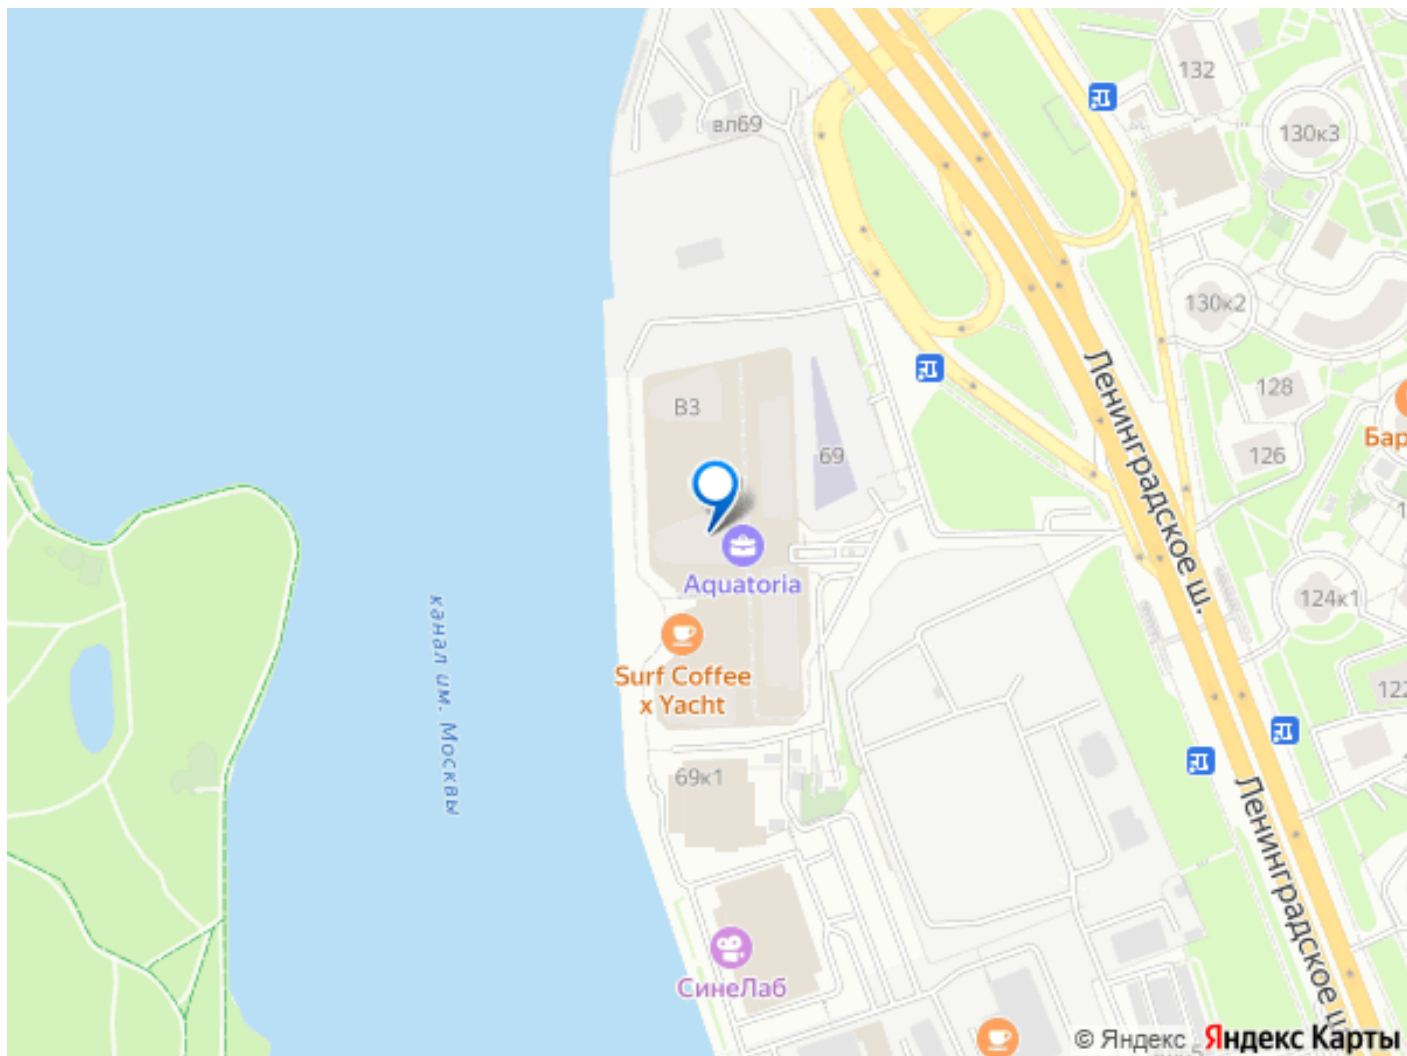 132
вл69
130к3
130к2
Ленинградское ш.
128
В3
Бар
69
126
Aquatoria
124к1
канал им. Москвы
Surf Coffee
x Yacht
122
69к1
Ленинградское ш
СинеЛаб
© Яндекс Яндекс Карты